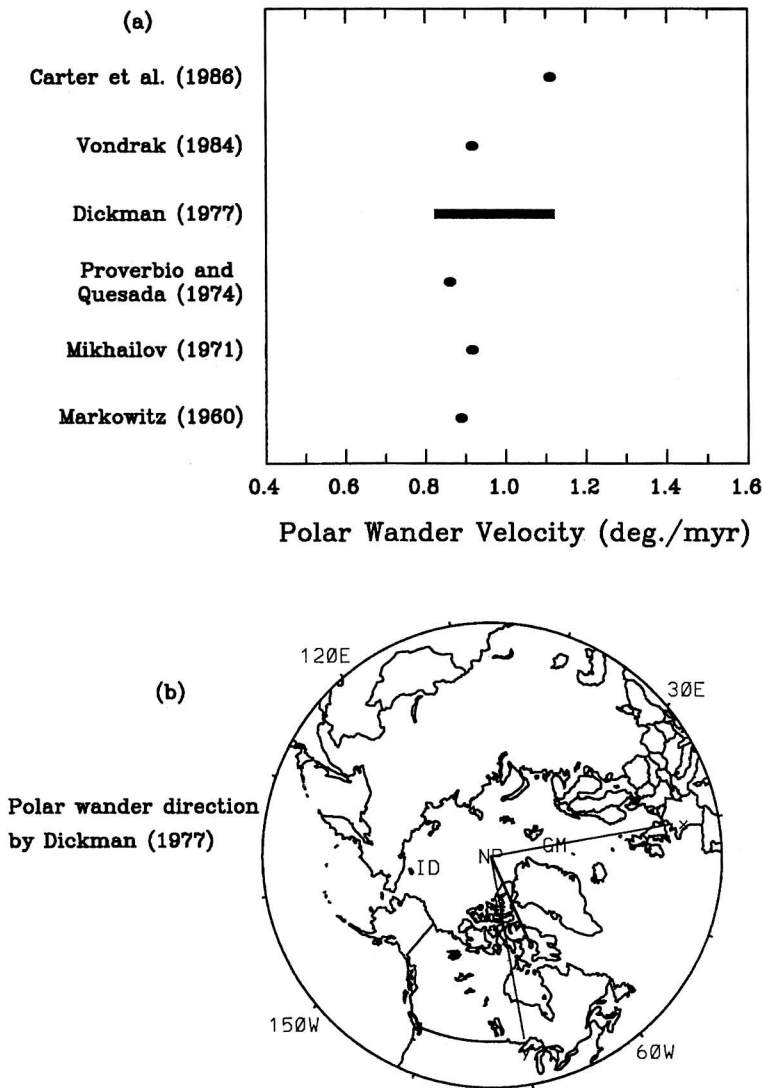 (a)
Carter et al. (1986)
Vondrak (1984)
Dickman (1977)
Proverbio and
Quesada (1974)
Mikhailov (1971)
Markowitz (1960)
0.4 0.6 0.8 1.0 1.2 1.4 1.6
Polar Wander Velocity (deg./myr)
(b)
120E
30E
Polar wander direction
by Dickman (1977)
NP
GM
x
ID
150W
60W
y